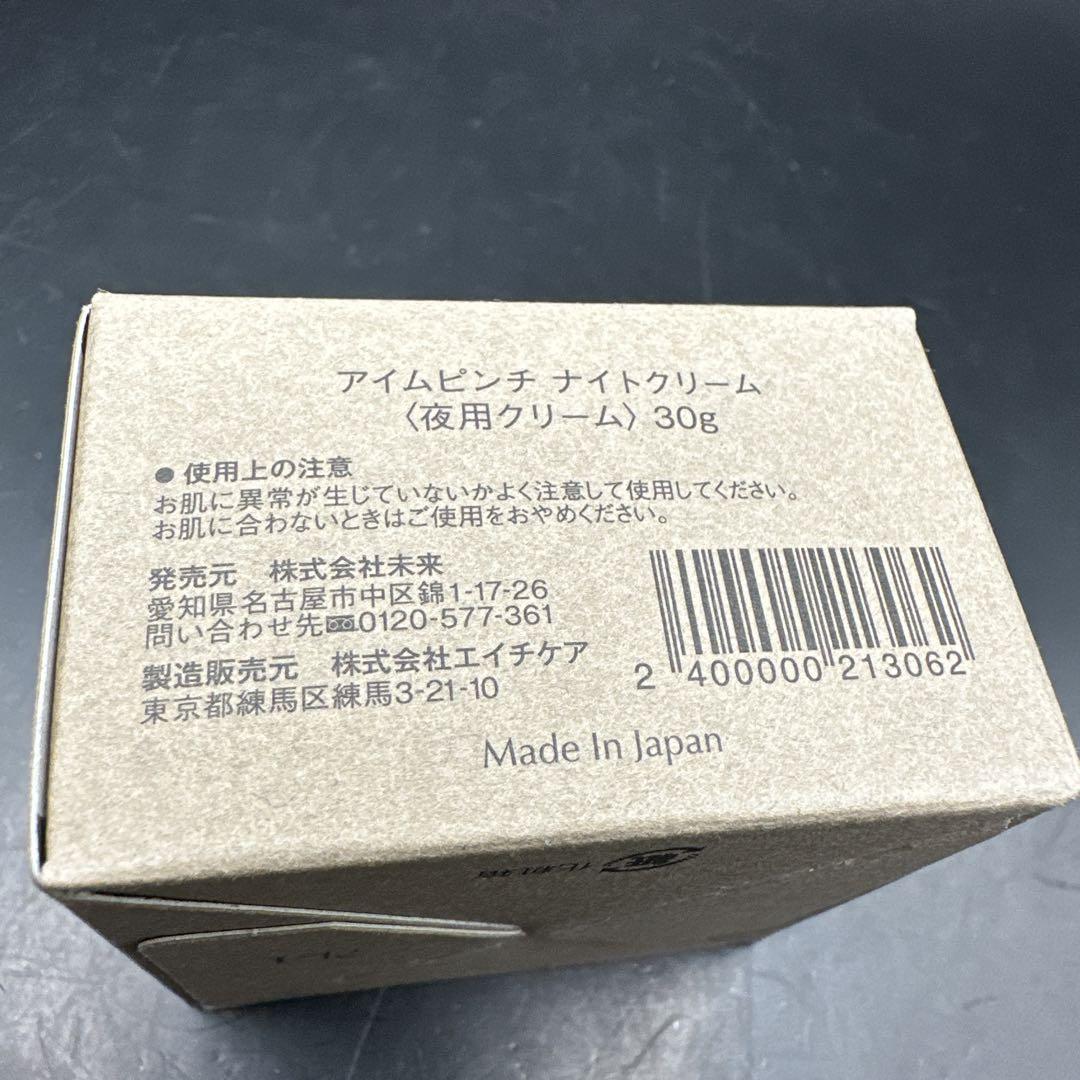 アイムピンチ ナイトクリーム
〈夜用クリーム〉30g
● 使用上の注意
お肌に異常が生じていないかよく注意して使用してください。
お肌に合わないときはご使用をおやめください。
発売元 株式会社未来
愛知県名古屋市中区錦1-17-26
問い合わせ先 0120-577-361
製造販売元 株式会社エイチケア
東京都練馬区練馬3-21-10
2 400000 213062
Made In Japan
紙 化粧箱